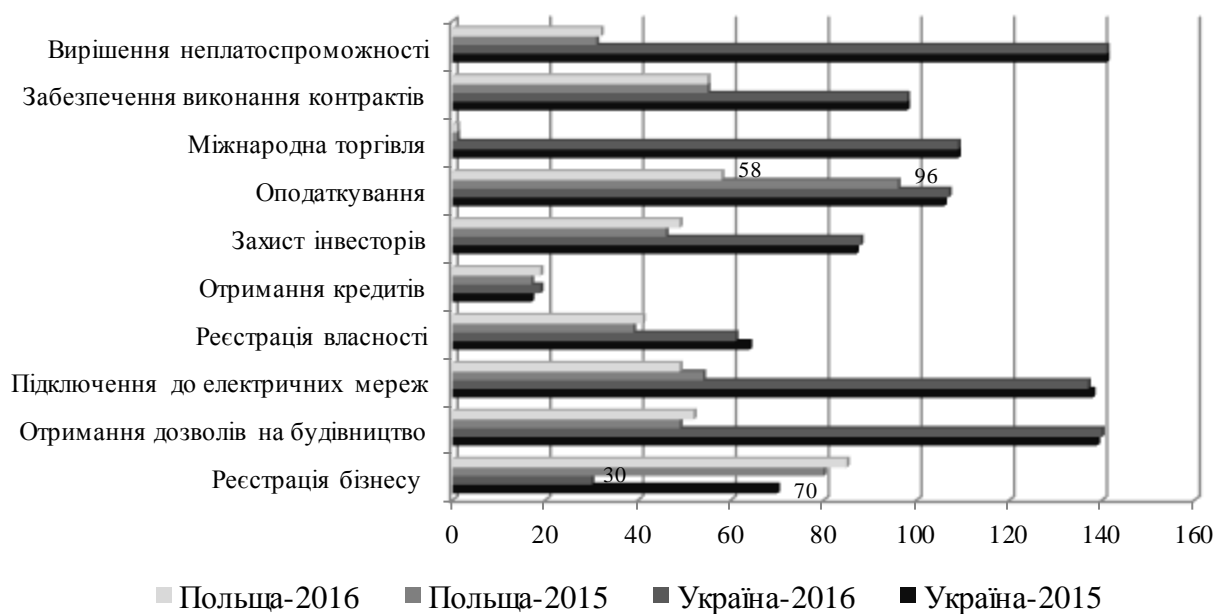 Вирішення неплатоспроможності
Забезпечення виконання контрактів
Міжнародна торгівля
58
96
Оподаткування
Захист інвесторів
Отримання кредитів
Реєстрація власності
Підключення до електричних мереж
Отримання дозволів на будівництво
Реєстрація бізнесу
30
70
0 20 40 60 80 100 120 140 160
Польща-2016 Польща-2015 Україна-2016 Україна-2015